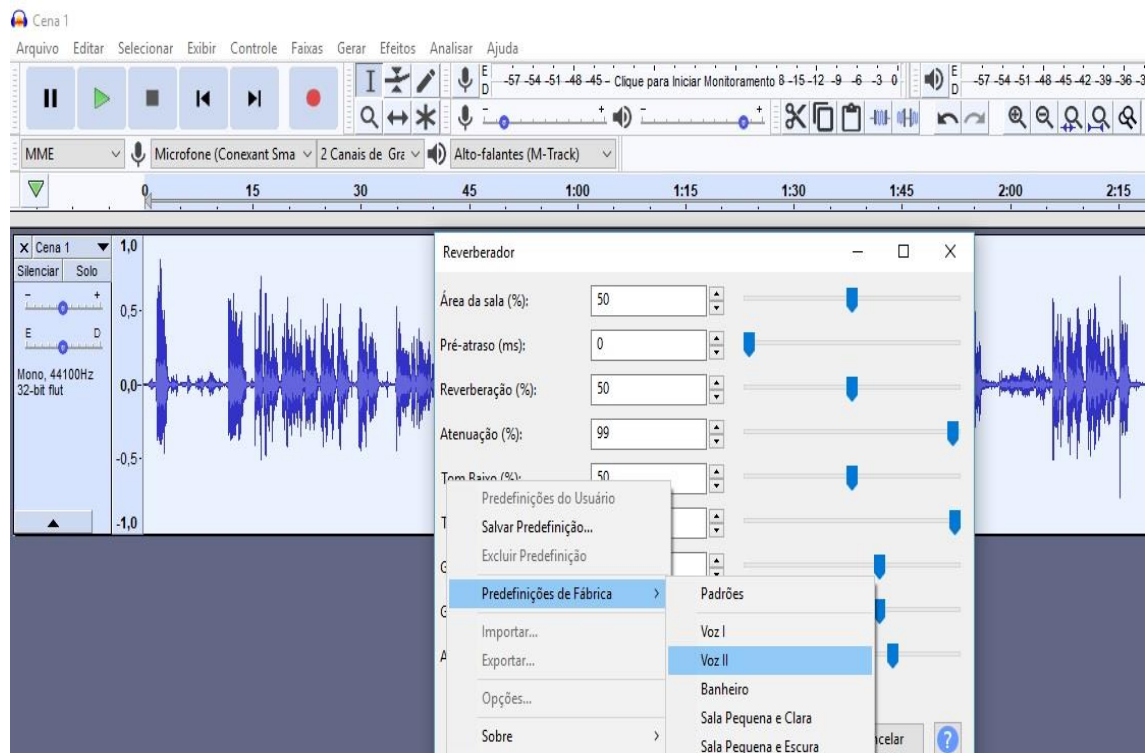 Cena 1
Arquivo Editar Selecionar Exibir Controle Faixas Gerar Efeitos Analisar Ajuda
E D -57 -54 -51 -48 -45 – Clique para Iniciar Monitoramento 8 -15 -12 -9 -6 -3 0 E D -57 -54 -51 -48 -45 -42 -39 -36
MME Microfone (Conexant Sma 2 Canais de Gra Alto-falantes (M-Track)
0 15 30 45 1:00 1:15 1:30 1:45 2:00 2:15
X Cena 1 1,0
Silenciar Solo
- +
0,5
E D
Mono, 44100Hz
32-bit flut
0,0
-0,5
-1,0
Reverberador
Área da sala (%): 50
Pré-atraso (ms): 0
Reverberação (%): 50
Atenuação (%): 99
Tom Baixo (%): 50
Predefinições do Usuário
Salvar Predefinição...
Excluir Predefinição
Predefinições de Fábrica >
Importar...
Exportar...
Opções...
Sobre >
Padrões
Voz I
Voz II
Banheiro
Sala Pequena e Clara
Sala Pequena e Escura
ncelar ?